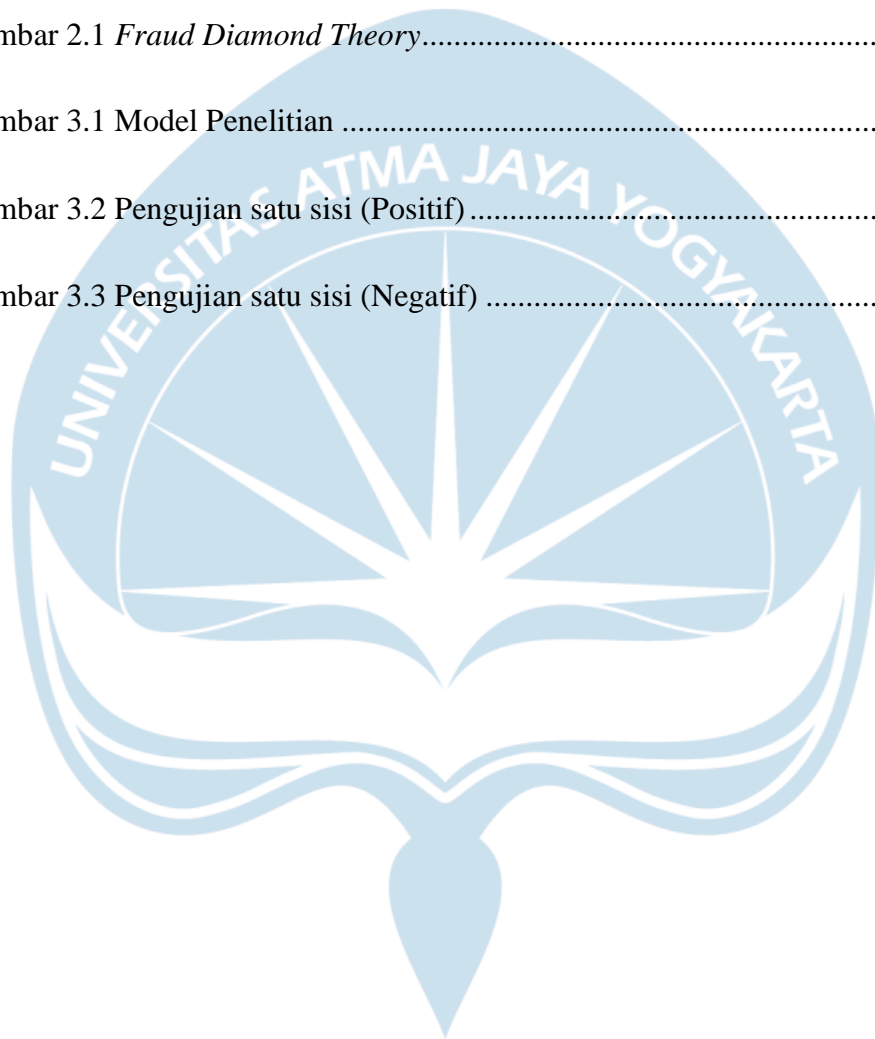 mbar 2.1 Fraud Diamond Theory..........................................................................
mbar 3.1 Model Penelitian ..........................................................................
UNIVERSITAS ATMA JAYA YOGYAKARTA
mbar 3.2 Pengujian satu sisi (Positif)..........................................................................
mbar 3.3 Pengujian satu sisi (Negatif) ..........................................................................